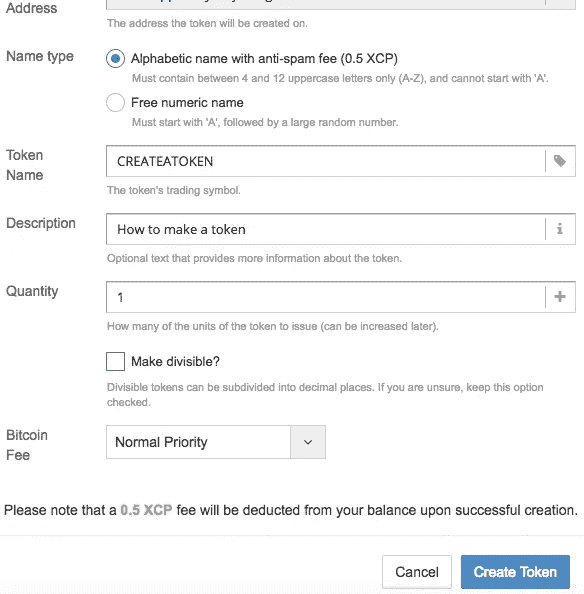 Address
The address the token will be created on.
Name type
Alphabetic name with anti-spam fee (0.5 XCP)
Must contain between 4 and 12 uppercase letters only (A-Z), and cannot start with 'A'.
Free numeric name
Must start with 'A', followed by a large random number.
Token
Name
CREATEATOKEN
The token's trading symbol.
Description
How to make a token
Optional text that provides more information about the token.
Quantity
1
How many of the units of the token to issue (can be increased later).
Make divisible?
Divisible tokens can be subdivided into decimal places. If you are unsure, keep this option
checked.
Bitcoin
Fee
Normal Priority
Please note that a 0.5 XCP fee will be deducted from your balance upon successful creation.
Cancel
Create Token